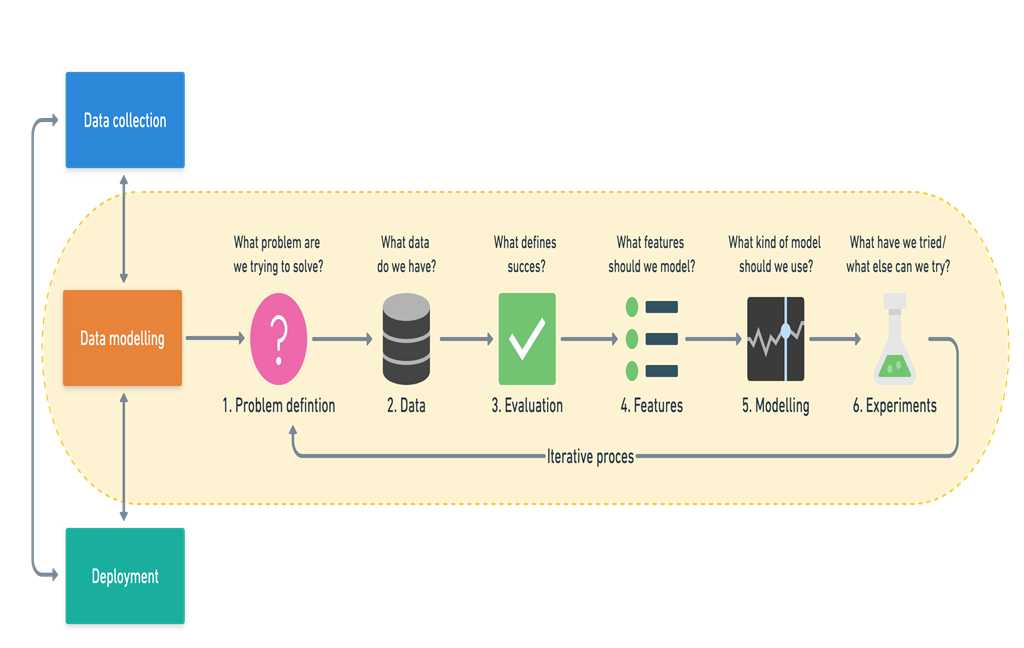 Data collection
What problem are
we trying to solve?
What data
do we have?
What defines
succes?
What features
should we model?
What kind of model
should we use?
What have we tried/
what else can we try?
Data modelling
1. Problem defintion
2. Data
3. Evaluation
4. Features
5. Modelling
6. Experiments
Iterative proces
Deployment